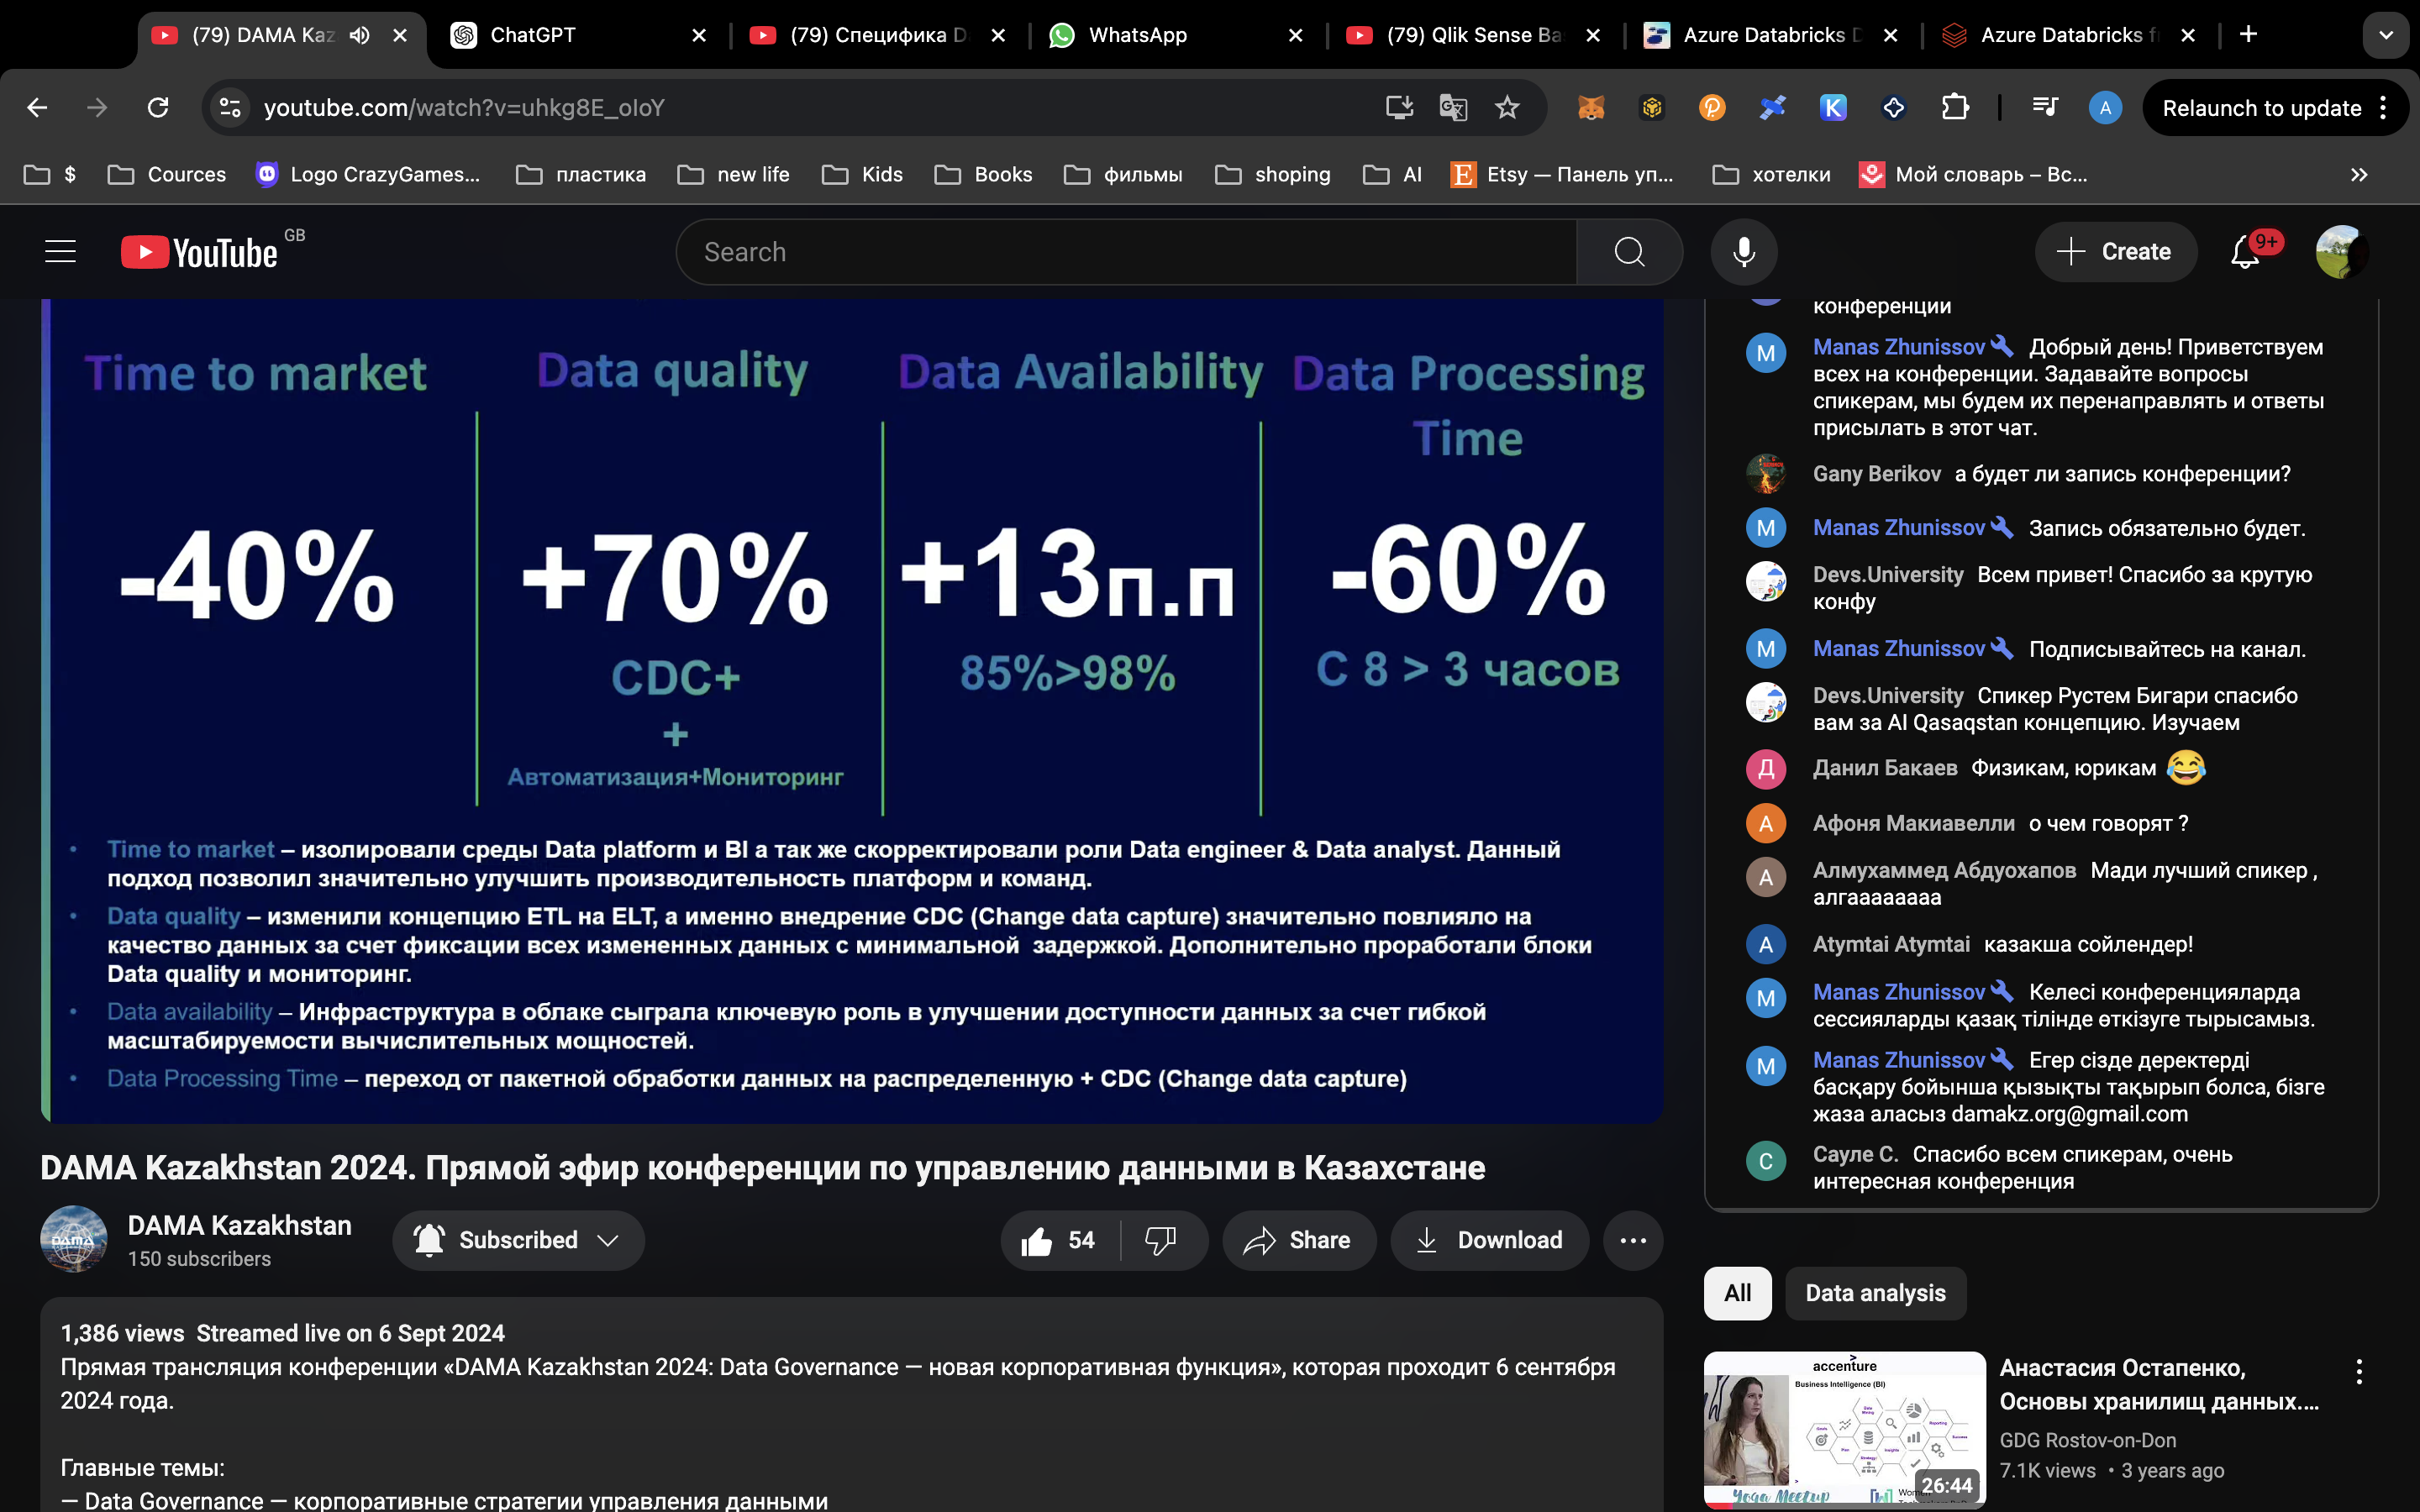 (79) DAMA Kaz
ChatGPT
(79) Специфика D
WhatsApp
(79) Qlik Sense Ba
Azure Databricks D
Azure Databricks f
youtube.com/watch?v=uhkg8E_oIoY
A
Relaunch to update
$
Cources
Logo CrazyGames...
пластика
new life
Kids
Books
фильмы
shoping
AI
Etsy — Панель уп...
хотелки
Мой словарь – Вс...
YouTube GB
Search
Create
9+
Time to market
Data quality
Data Availability
Data Processing
Time
-40%
+70%
+13п.п
-60%
CDC+
+
Автоматизация+Мониторинг
85%>98%
С 8 > 3 часов
• Time to market – изолировали среды Data platform и BI а так же скорректировали роли Data engineer & Data analyst. Данный
подход позволил значительно улучшить производительность платформ и команд.
• Data quality – изменили концепцию ETL на ELT, а именно внедрение CDC (Change data capture) значительно повлияло на
качество данных за счет фиксации всех измененных данных с минимальной задержкой. Дополнительно проработали блоки
Data quality и мониторинг.
• Data availability – Инфраструктура в облаке сыграла ключевую роль в улучшении доступности данных за счет гибкой
масштабируемости вычислительных мощностей.
• Data Processing Time – переход от пакетной обработки данных на распределенную + CDC (Change data capture)
DAMA Kazakhstan 2024. Прямой эфир конференции по управлению данными в Казахстане
DAMA
DAMA Kazakhstan
150 subscribers
Subscribed
54
Share
Download
1,386 views Streamed live on 6 Sept 2024
Прямая трансляция конференции «DAMA Kazakhstan 2024: Data Governance — новая корпоративная функция», которая проходит 6 сентября
2024 года.
Главные темы:
— Data Governance — корпоративные стратегии управления данными
конференции
M Manas Zhunissov Добрый день! Приветствуем
всех на конференции. Задавайте вопросы
спикерам, мы будем их перенаправлять и ответы
присылать в этот чат.
Gany Berikov а будет ли запись конференции?
M Manas Zhunissov Запись обязательно будет.
Devs.University Всем привет! Спасибо за крутую
конфу
M Manas Zhunissov Подписывайтесь на канал.
Devs.University Спикер Рустем Бигари спасибо
вам за AI Qasaqstan концепцию. Изучаем
Д Данил Бакаев Физикам, юрикам 😂
А Афоня Макиавелли о чем говорят ?
А Алмухаммед Абдуохапов Мади лучший спикер ,
алгаааааааа
A Atymtai Atymtai казакша сойлендер!
M Manas Zhunissov Келесі конференцияларда
сессияларды қазақ тілінде өткізуге тырысамыз.
M Manas Zhunissov Егер сізде деректерді
басқару бойынша қызықты тақырып болса, бізге
жаза аласыз damakz.org@gmail.com
С Сауле С. Спасибо всем спикерам, очень
интересная конференция
All
Data analysis
accenture
Business Intelligence (BI)
26:44
Yoga Meetup
Women
Анастасия Остапенко,
Основы хранилищ данных....
GDG Rostov-on-Don
7.1K views • 3 years ago